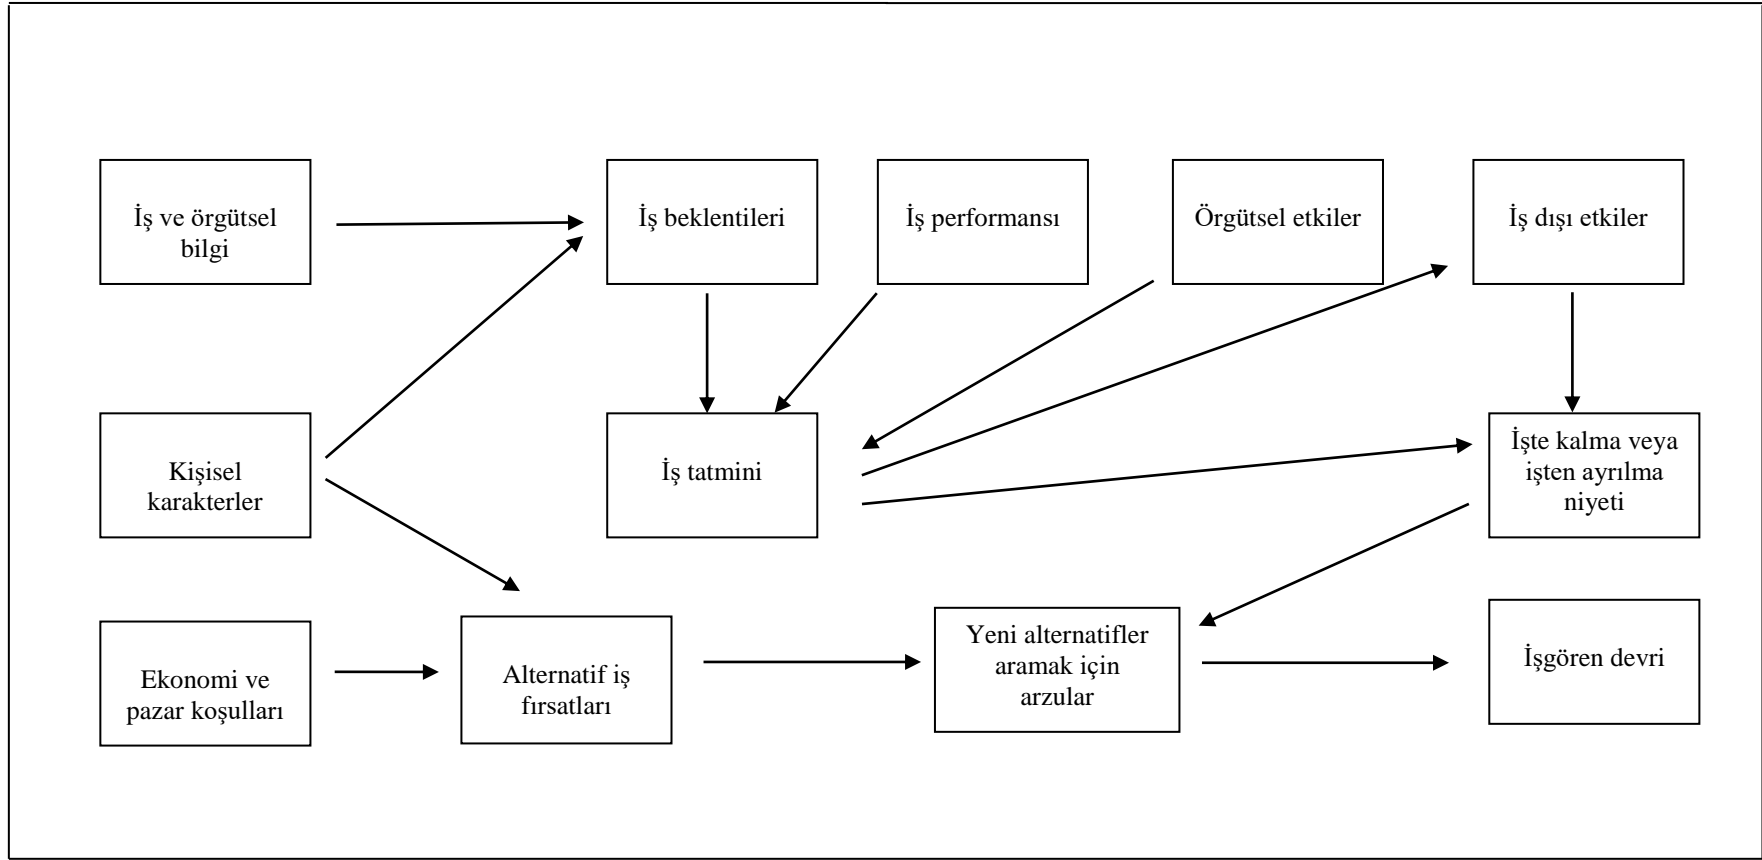 İş ve örgütsel
bilgi
İş beklentileri
İş performansı
Örgütsel etkiler
İş dışı etkiler
Kişisel
karakterler
İş tatmini
İşte kalma veya
işten ayrılma
niyeti
Ekonomi ve
pazar koşulları
Alternatif iş
fırsatları
Yeni alternatifler
aramak için
arzular
İşgören devri